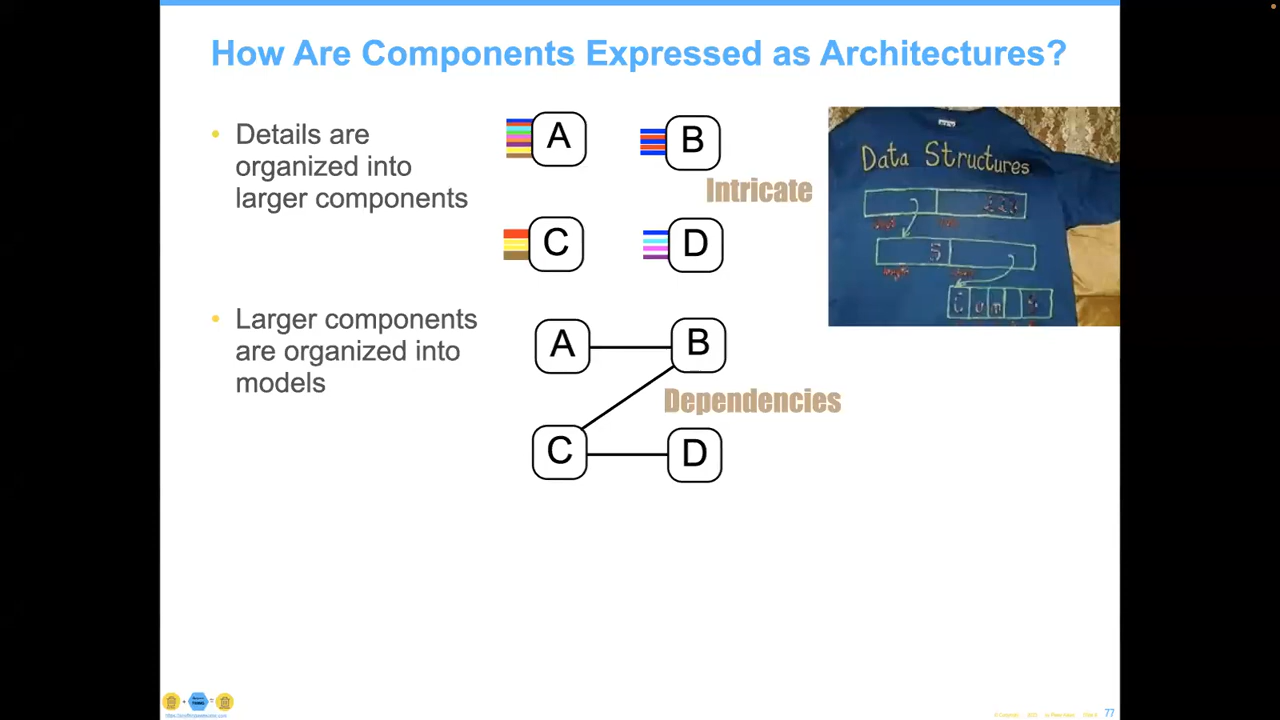 How Are Components Expressed as Architectures?
• Details are
organized into
larger components
A
B
Intricate
C
D
Data Structures
5
• Larger components
are organized into
models
A
B
Dependencies
C
D
77